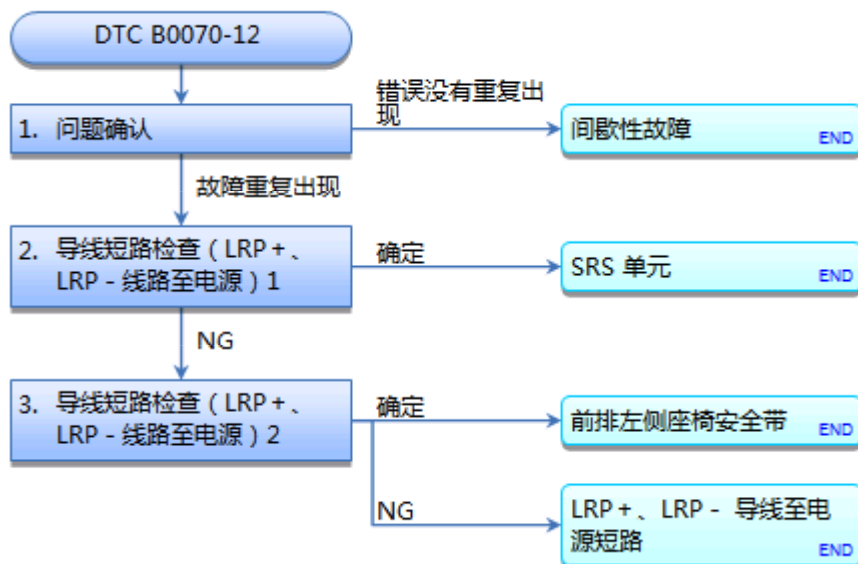 DTC B0070-12
错误没有重复出
现
1. 问题确认
间歇性故障
END
故障重复出现
2. 导线短路检查（LRP＋、
LRP－线路至电源）1
确定
SRS 单元
END
NG
3. 导线短路检查（LRP＋、
LRP－线路至电源）2
确定
前排左侧座椅安全带
END
NG
LRP＋、LRP－ 导线至电
源短路
END